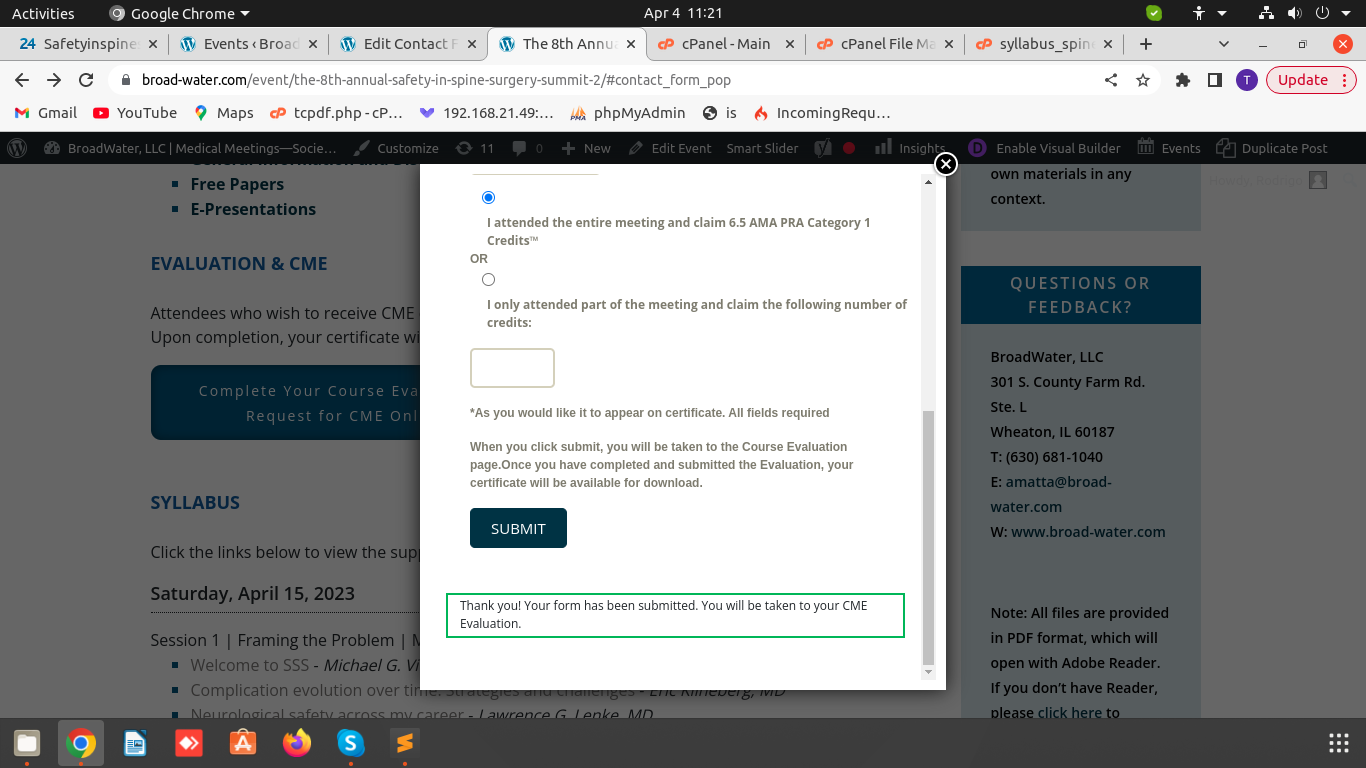 Activities
Google Chrome
Apr 4 11:21
Safetyinspine
Events ‹ Broad
Edit Contact F
The 8th Annua
cPanel - Main
cPanel File Ma
syllabus_spine
broad-water.com/event/the-8th-annual-safety-in-spine-surgery-summit-2/#contact_form_pop
T
Update
Gmail
YouTube
Maps
tcpdf.php - cP…
192.168.21.49:…
phpMyAdmin
is
IncomingRequ…
BroadWater, LLC | Medical Meetings—Socie…
Customize
11
0
New
Edit Event
Smart Slider
Insights
Enable Visual Builder
Events
Duplicate Post
Free Papers
E-Presentations
EVALUATION & CME
Attendees who wish to receive CME
Upon completion, your certificate wi
Complete Your Course Eva
Request for CME Onl
SYLLABUS
Click the links below to view the supp
Saturday, April 15, 2023
Session 1 | Framing the Problem | M
Welcome to SSS - Michael G. Vi
Complication evolution over time: Strategies and challenges - Eric Klineberg, MD
Neurological safety across my career - Lawrence G. Lenke, MD
I attended the entire meeting and claim 6.5 AMA PRA Category 1
Credits™
OR
I only attended part of the meeting and claim the following number of
credits:
*As you would like it to appear on certificate. All fields required
When you click submit, you will be taken to the Course Evaluation
page.Once you have completed and submitted the Evaluation, your
certificate will be available for download.
SUBMIT
Thank you! Your form has been submitted. You will be taken to your CME
Evaluation.
own materials in any
context.
QUESTIONS OR
FEEDBACK?
BroadWater, LLC
301 S. County Farm Rd.
Ste. L
Wheaton, IL 60187
T: (630) 681-1040
E: amatta@broad-
water.com
W: www.broad-water.com
Note: All files are provided
in PDF format, which will
open with Adobe Reader.
If you don't have Reader,
please click here to